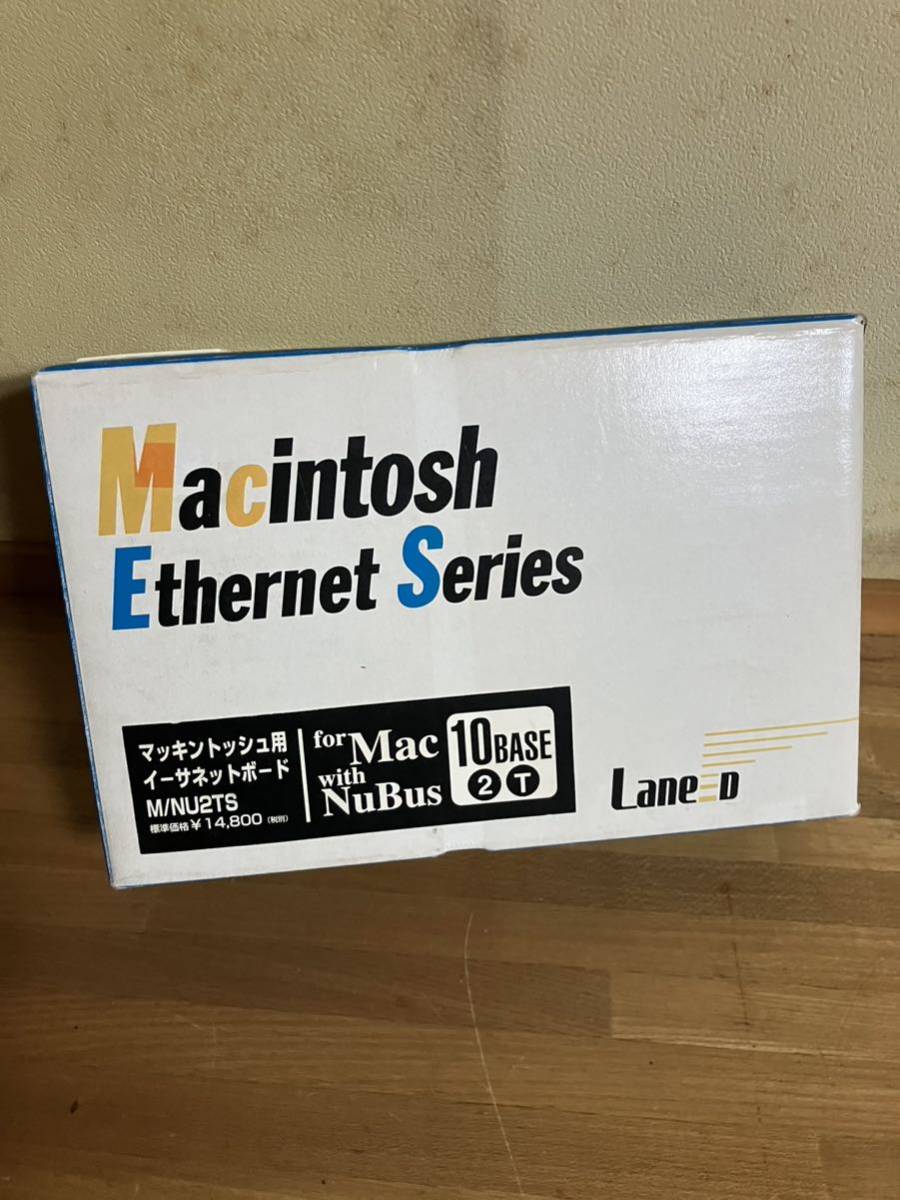 Macintosh
Ethernet Series
マッキントッシュ用
イーサネットボード
M/NU2TS
標準価格¥14,800(税別)
for Mac
with
NuBus
10BASE
2 T
LaneED